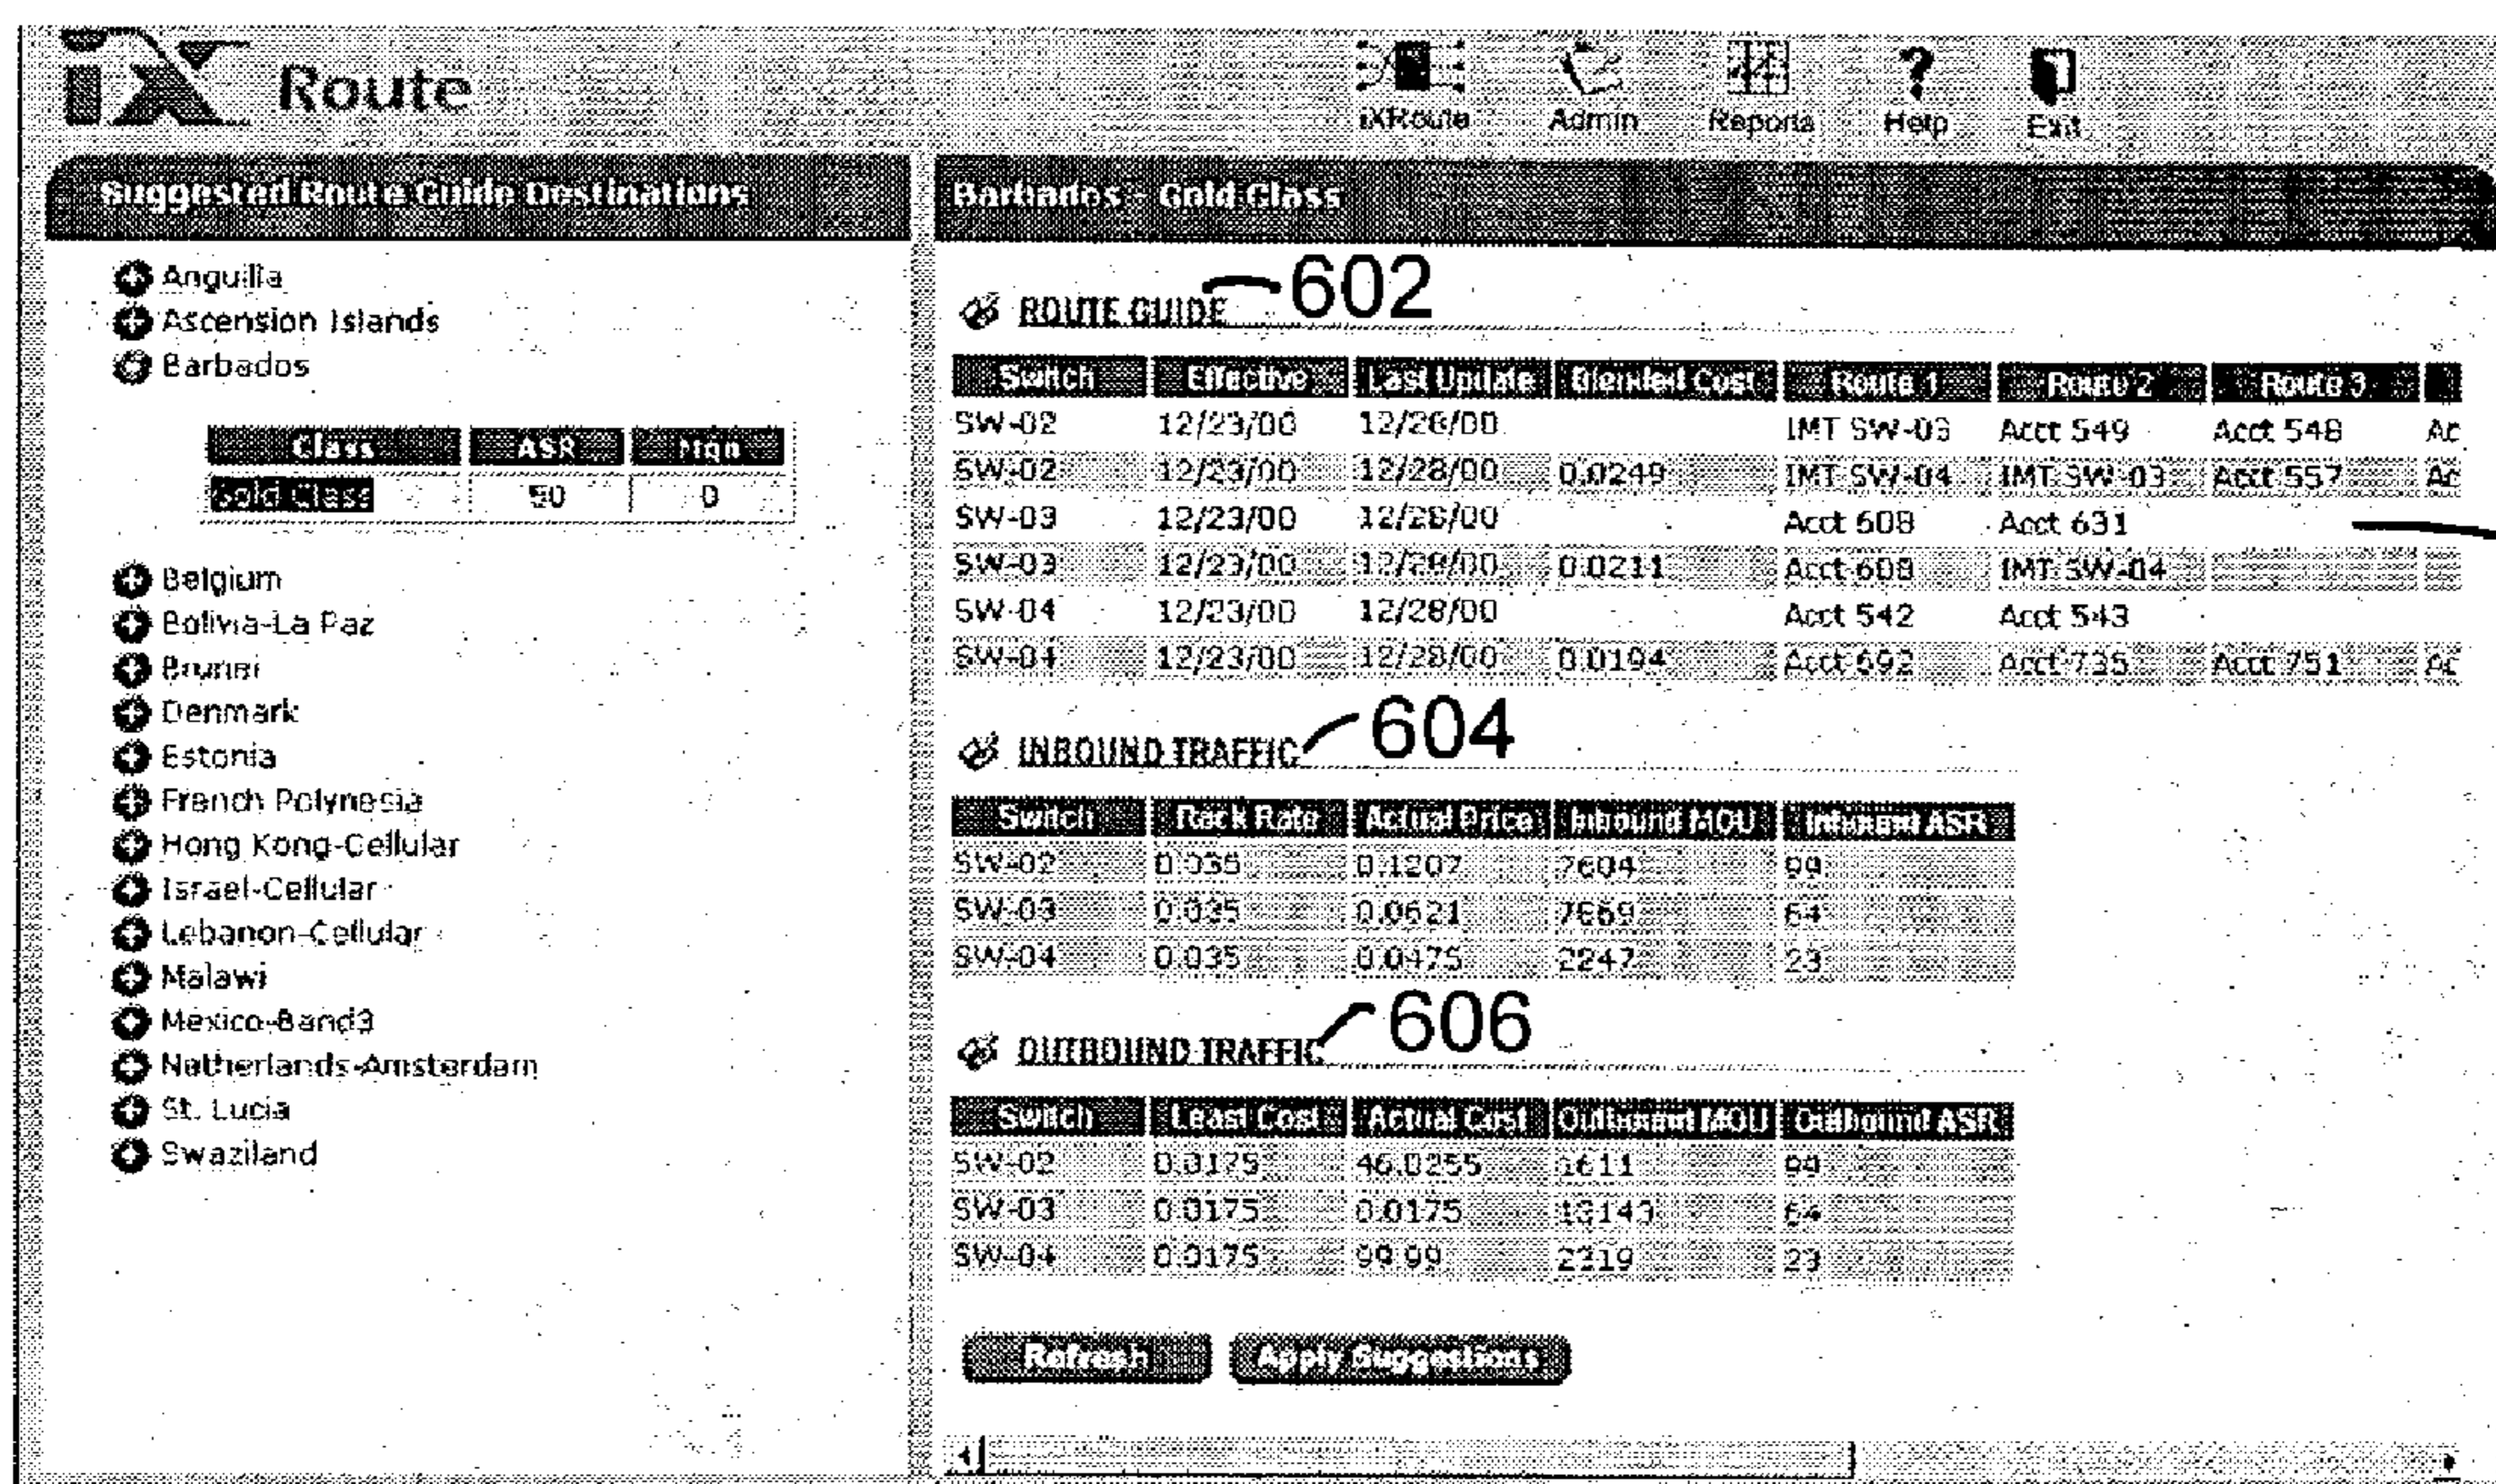 iX Route
iXRoute Admin Reports Help Exit
Suggested Route Guide Destinations
Anguilla
Ascension Islands
Barbados
Class ASR
Gold Class 0
Belgium
Bolivia-La Paz
Brunei
Denmark
Estonia
French Polynesia
Hong Kong-Cellular
Israel-Cellular
Lebanon-Cellular
Malawi
Mexico-Band3
Netherlands-Amsterdam
St. Lucia
Swaziland
Barbados - Gold Class
ROUTE GUIDE 602
Switch Effective Last Update Blended Cost Route 1 Route 2 Route 3
SW-02 12/23/00 12/28/00 IMT SW-03 Acct 549 Acct 548 Ac
SW-02 12/23/00 12/28/00 0.0249 IMT SW-04 IMT SW-03 Acct 557 Ac
SW-03 12/23/00 12/28/00 Acct 608 Acct 631
SW-03 12/23/00 12/28/00 0.0211 Acct 608 IMT SW-04
SW-04 12/23/00 12/28/00 Acct 542 Acct 543
SW-04 12/23/00 12/28/00 0.0194 Acct 692 Acct 735 Acct 751 Ac
INBOUND TRAFFIC 604
Switch Rack Rate Actual Price Inbound MOU Inbound ASR
SW-02 0.035 0.1207 7604 99
SW-03 0.035 0.0621 64
SW-04 0.035 0.0475 2247 23
OUTBOUND TRAFFIC 606
Switch Least Cost Actual Cost Outbound MOU Outbound ASR
SW-02 0.0175 46.0255 1611 99
SW-03 0.0175 0.0175 13143 64
SW-04 0.0175 99.99 2319 23
Refresh Apply Suggestions